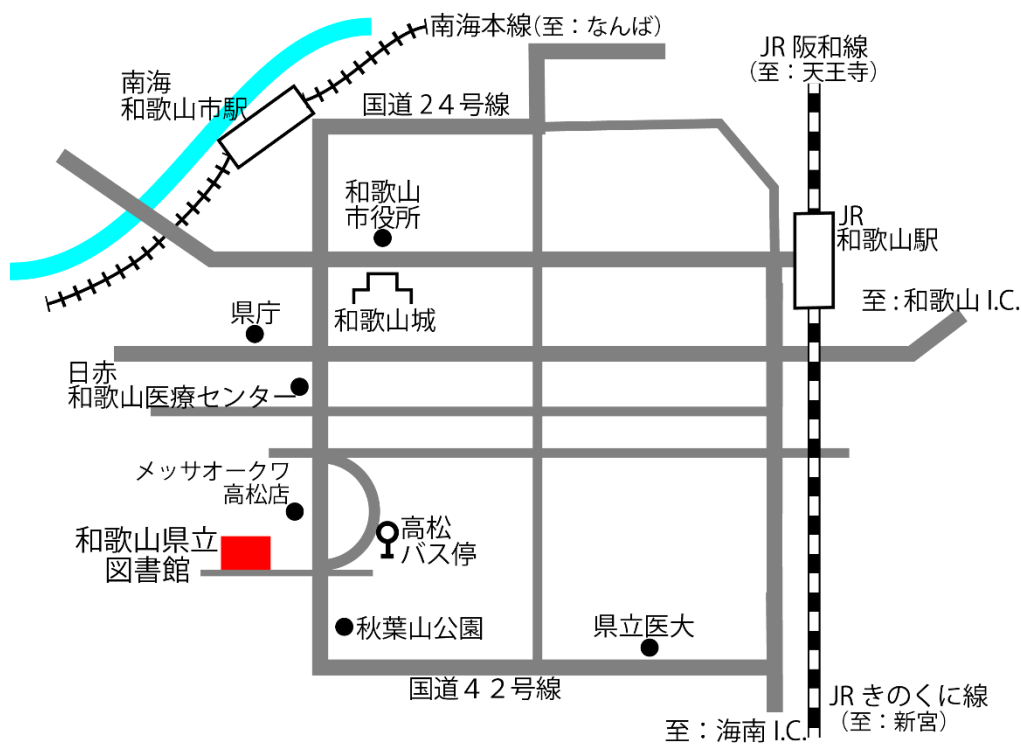 南海本線(至：なんば)
JR 阪和線
(至：天王寺)
南海
和歌山市駅
国道24号線
和歌山
市役所
JR
和歌山駅
至：和歌山 I.C.
県庁
和歌山城
日赤
和歌山医療センター
メッサオークワ
高松店
高松
バス停
和歌山県立
図書館
秋葉山公園
県立医大
国道４２号線
JR きのくに線
(至：新宮)
至：海南 I.C.